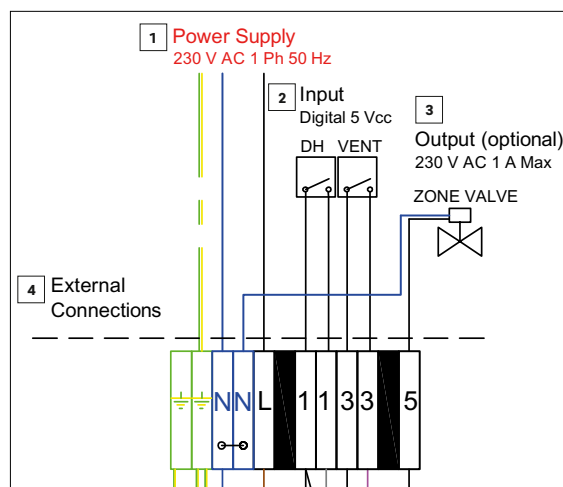 1 Power Supply
230 V AC 1 Ph 50 Hz
2 Input
Digital 5 Vcc
DH VENT
3
Output (optional)
230 V AC 1 A Max
ZONE VALVE
4 External
Connections
N N L 1 1 3 3 5